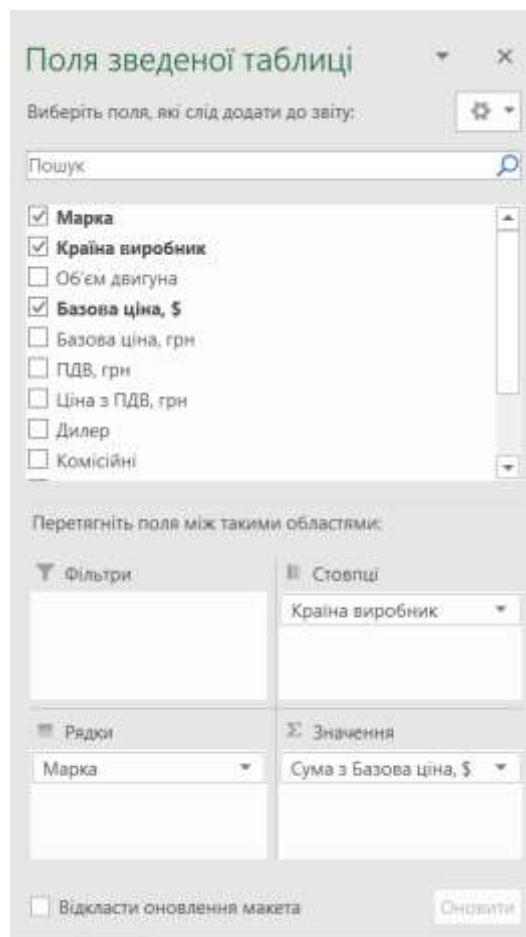 Поля зведеної таблиці
Виберіть поля, які слід додати до звіту:
Пошук
Марка
Країна виробник
Об'єм двигуна
Базова ціна, $
Базова ціна, грн
ПДВ, грн
Ціна з ПДВ, грн
Дилер
Комісійні
Перетягніть поля між такими областями:
Фільтри
Стовпці
Країна виробник
Рядки
Значення
Марка
Сума з Базова ціна, $
Відкласти оновлення макета
Оновити